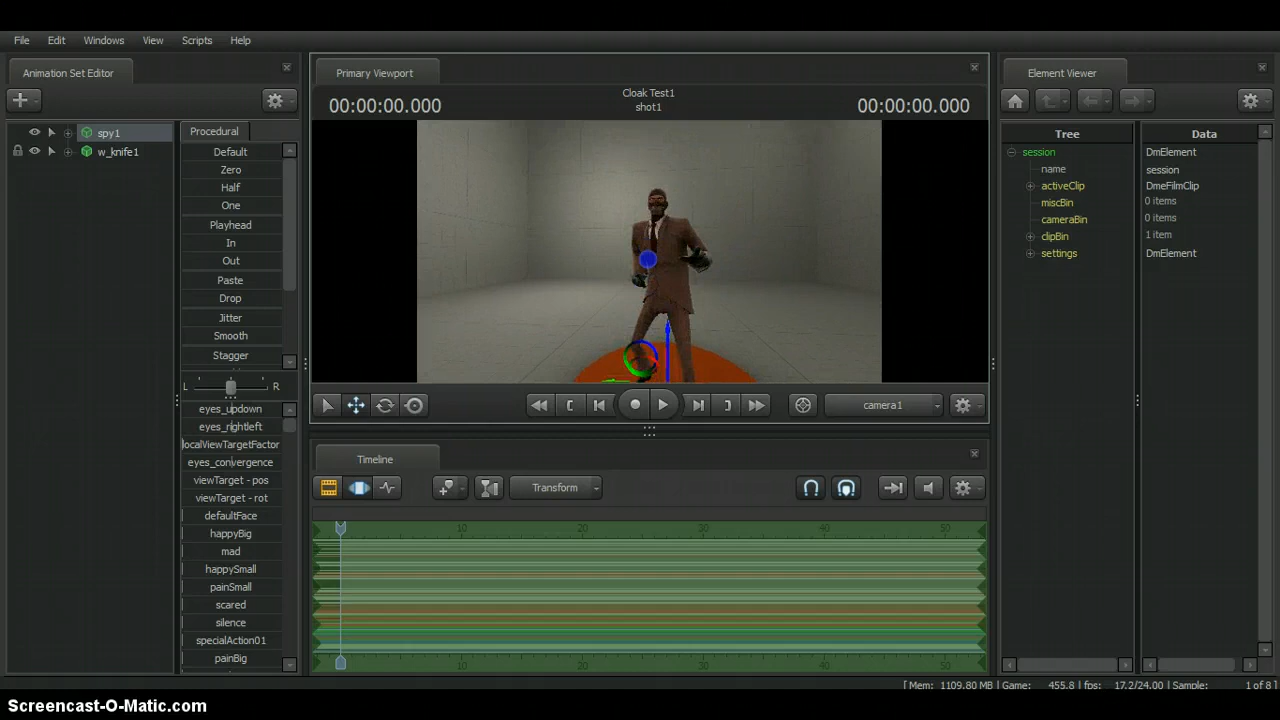 File Edit Windows View Scripts Help
Animation Set Editor
spy1
w_knife1
Procedural
Default
Zero
Half
One
Playhead
In
Out
Paste
Drop
Jitter
Smooth
Stagger
L R
eyes_updown
eyes_rightleft
localViewTargetFactor
eyes_convergence
viewTarget - pos
viewTarget - rot
defaultFace
happyBig
mad
happySmall
painSmall
scared
silence
specialAction01
painBig
Primary Viewport
00:00:00.000 Cloak Test1 00:00:00.000
shot1
camera1
Timeline
Transform
10 20 30 40 50
10 20 30 40 50
Element Viewer
Tree Data
session DmElement
name session
activeClip DmeFilmClip
miscBin 0 items
cameraBin 0 items
clipBin 1 item
settings DmElement
[ Mem: 1109.80 MB | Game: 455.8 | fps: 17.2/24.00 | Sample: 1 of 8 ]
Screencast-O-Matic.com